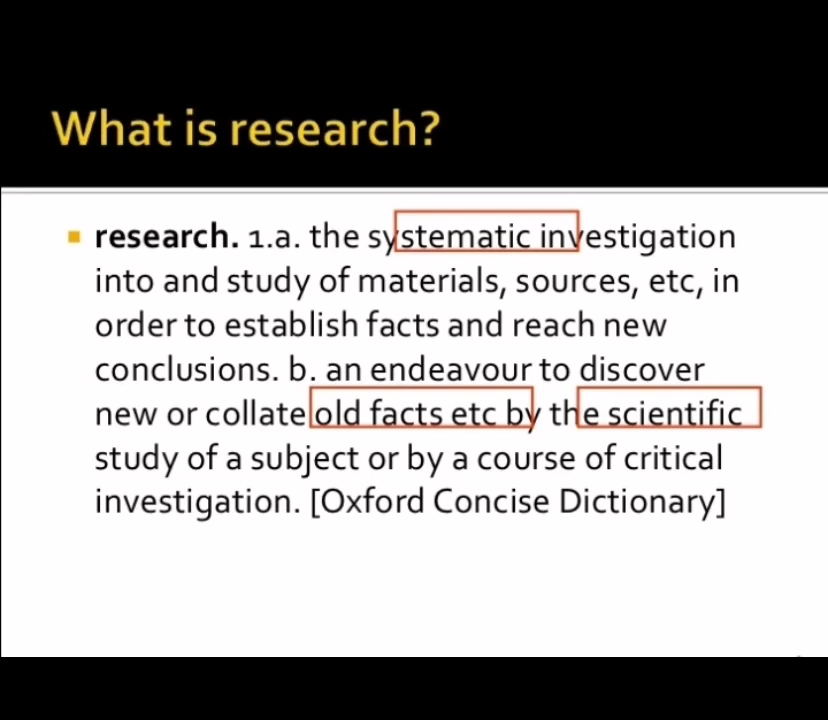 What is research?
research. 1.a. the systematic investigation
into and study of materials, sources, etc, in
order to establish facts and reach new
conclusions. b. an endeavour to discover
new or collate old facts etc by the scientific
study of a subject or by a course of critical
investigation. [Oxford Concise Dictionary]